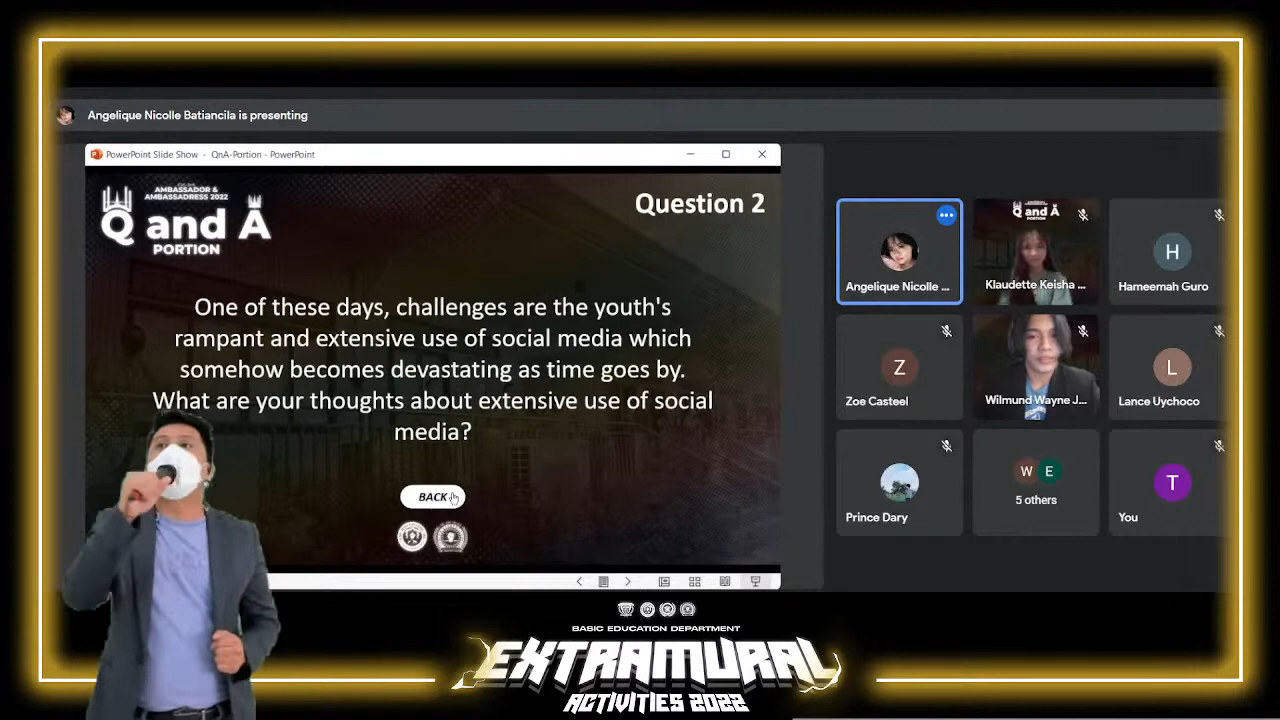 Angelique Nicolle Batiancila is presenting
PowerPoint Slide Show - QnA-Portion - PowerPoint
AMBASSADOR &
AMBASSADRESS 2022
Q and A
PORTION
Question 2
One of these days, challenges are the youth's
rampant and extensive use of social media which
somehow becomes devastating as time goes by.
What are your thoughts about extensive use of social
media?
BACK
Angelique Nicolle ...
Q and A
Klaudette Keisha ...
H
Hameemah Guro
Z
Zoe Casteel
Wilmund Wayne J...
L
Lance Uychoco
Prince Dary
W E
5 others
T
You
BASIC EDUCATION DEPARTMENT
EXTRAMURAL
ACTIVITIES 2022